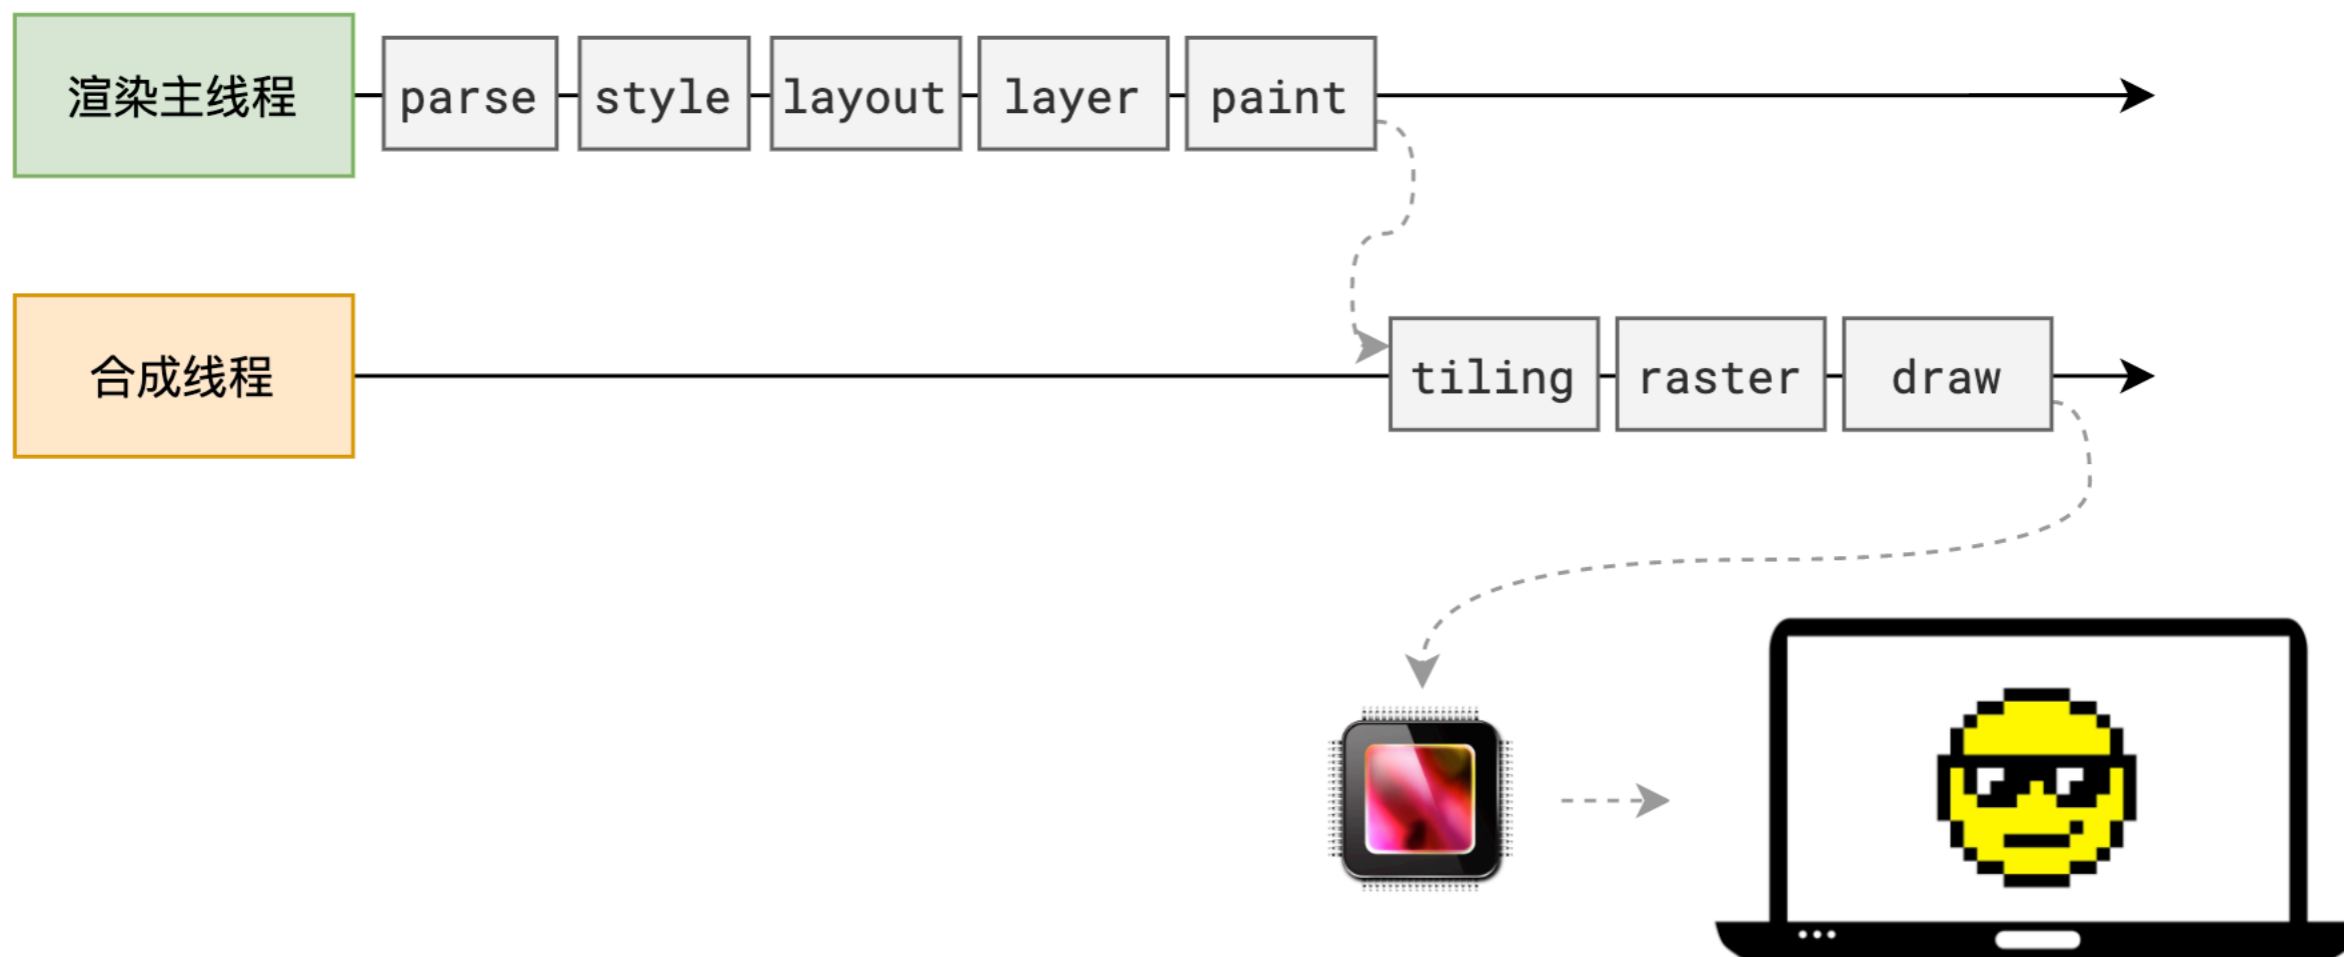 渲染主线程
parse
style
layout
layer
paint
合成线程
tiling
raster
draw